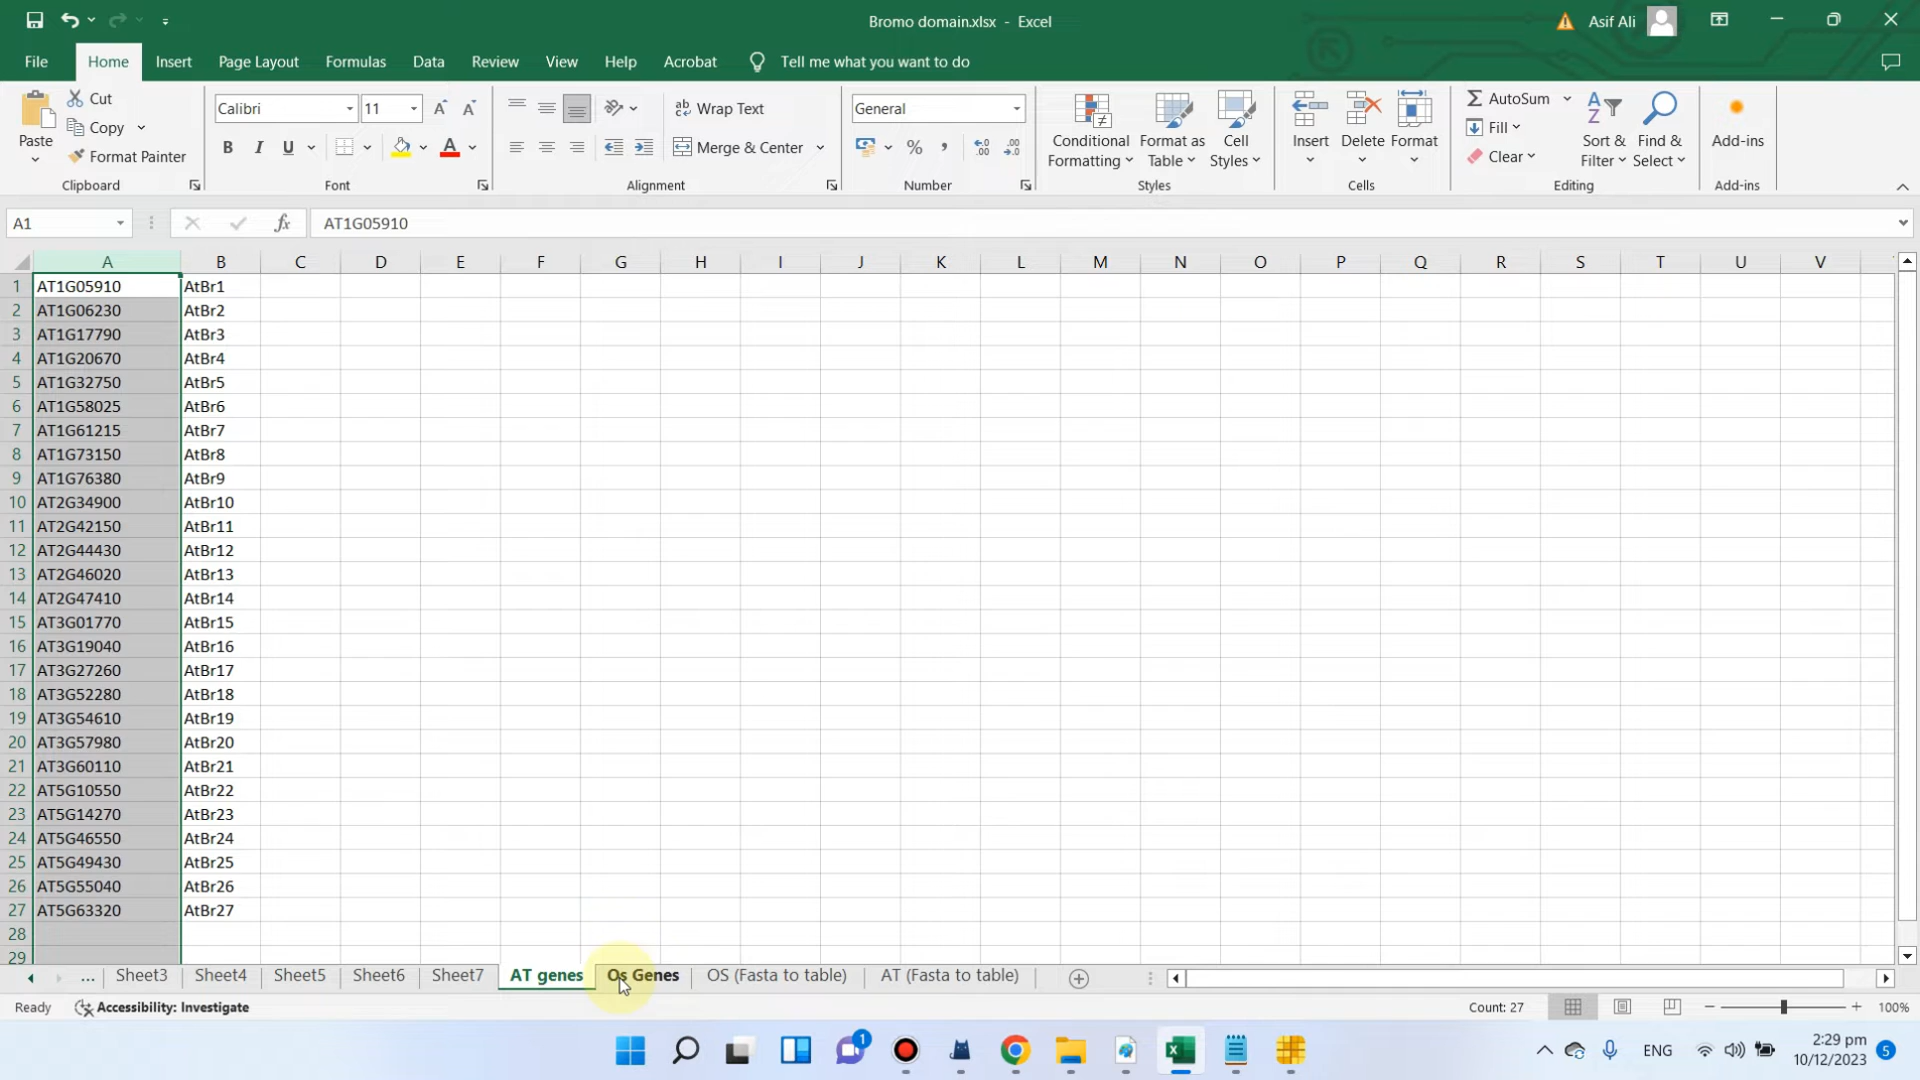 Bromo domain.xlsx - Excel
Asif Ali
File Home Insert Page Layout Formulas Data Review View Help Acrobat Tell me what you want to do
Paste
Cut
Copy
Format Painter
Clipboard
Calibri 11
B I U
Font
Wrap Text
Merge & Center
Alignment
General
%
Number
Conditional Formatting
Format as Table
Cell Styles
Styles
Insert
Delete
Format
Cells
AutoSum
Fill
Clear
Sort & Filter
Find & Select
Editing
Add-ins
Add-ins
A1 fx AT1G05910
A B C D E F G H I J K L M N O P Q R S T U V
1 AT1G05910 AtBr1
2 AT1G06230 AtBr2
3 AT1G17790 AtBr3
4 AT1G20670 AtBr4
5 AT1G32750 AtBr5
6 AT1G58025 AtBr6
7 AT1G61215 AtBr7
8 AT1G73150 AtBr8
9 AT1G76380 AtBr9
10 AT2G34900 AtBr10
11 AT2G42150 AtBr11
12 AT2G44430 AtBr12
13 AT2G46020 AtBr13
14 AT2G47410 AtBr14
15 AT3G01770 AtBr15
16 AT3G19040 AtBr16
17 AT3G27260 AtBr17
18 AT3G52280 AtBr18
19 AT3G54610 AtBr19
20 AT3G57980 AtBr20
21 AT3G60110 AtBr21
22 AT5G10550 AtBr22
23 AT5G14270 AtBr23
24 AT5G46550 AtBr24
25 AT5G49430 AtBr25
26 AT5G55040 AtBr26
27 AT5G63320 AtBr27
28
29
... Sheet3 Sheet4 Sheet5 Sheet6 Sheet7 AT genes Os Genes OS (Fasta to table) AT (Fasta to table)
Ready Accessibility: Investigate Count: 27 100%
1 ENG 2:29 pm 5
10/12/2023